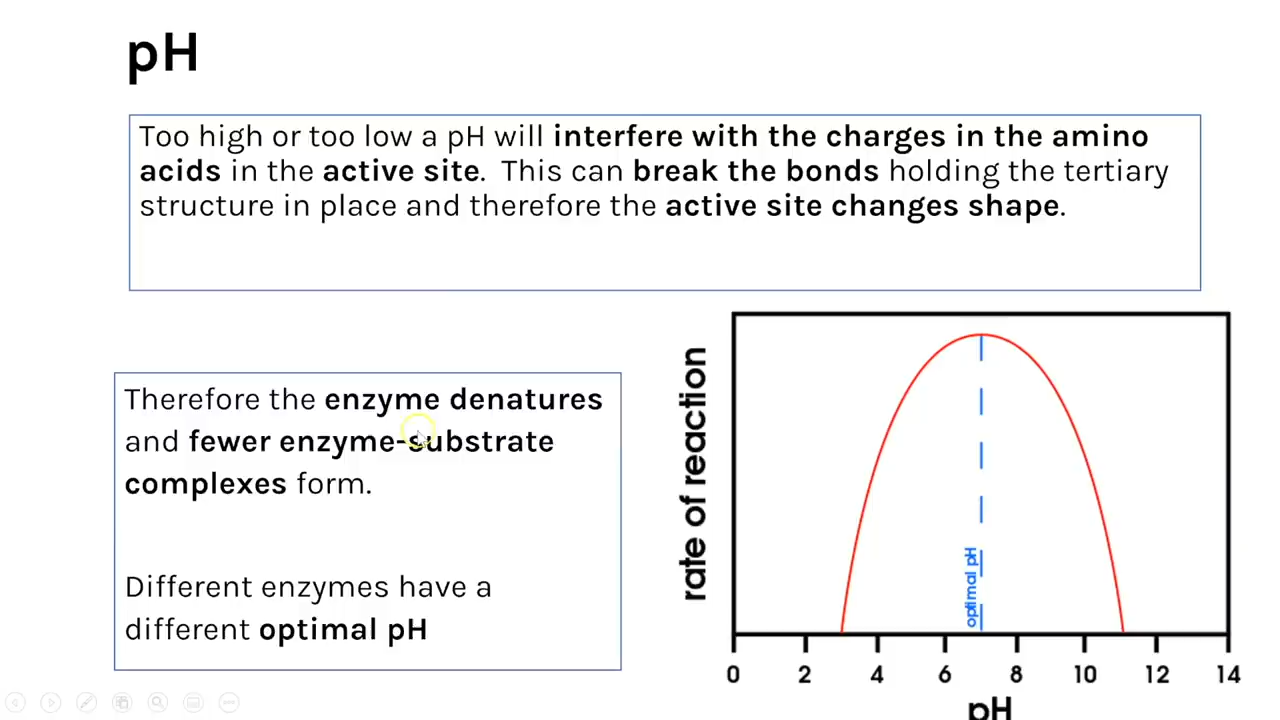 pH
Too high or too low a pH will interfere with the charges in the amino
acids in the active site.  This can break the bonds holding the tertiary
structure in place and therefore the active site changes shape.
Therefore the enzyme denatures
and fewer enzyme-substrate
complexes form.
Different enzymes have a
different optimal pH
rate of reaction
optimal pH
0 2 4 6 8 10 12 14
pH